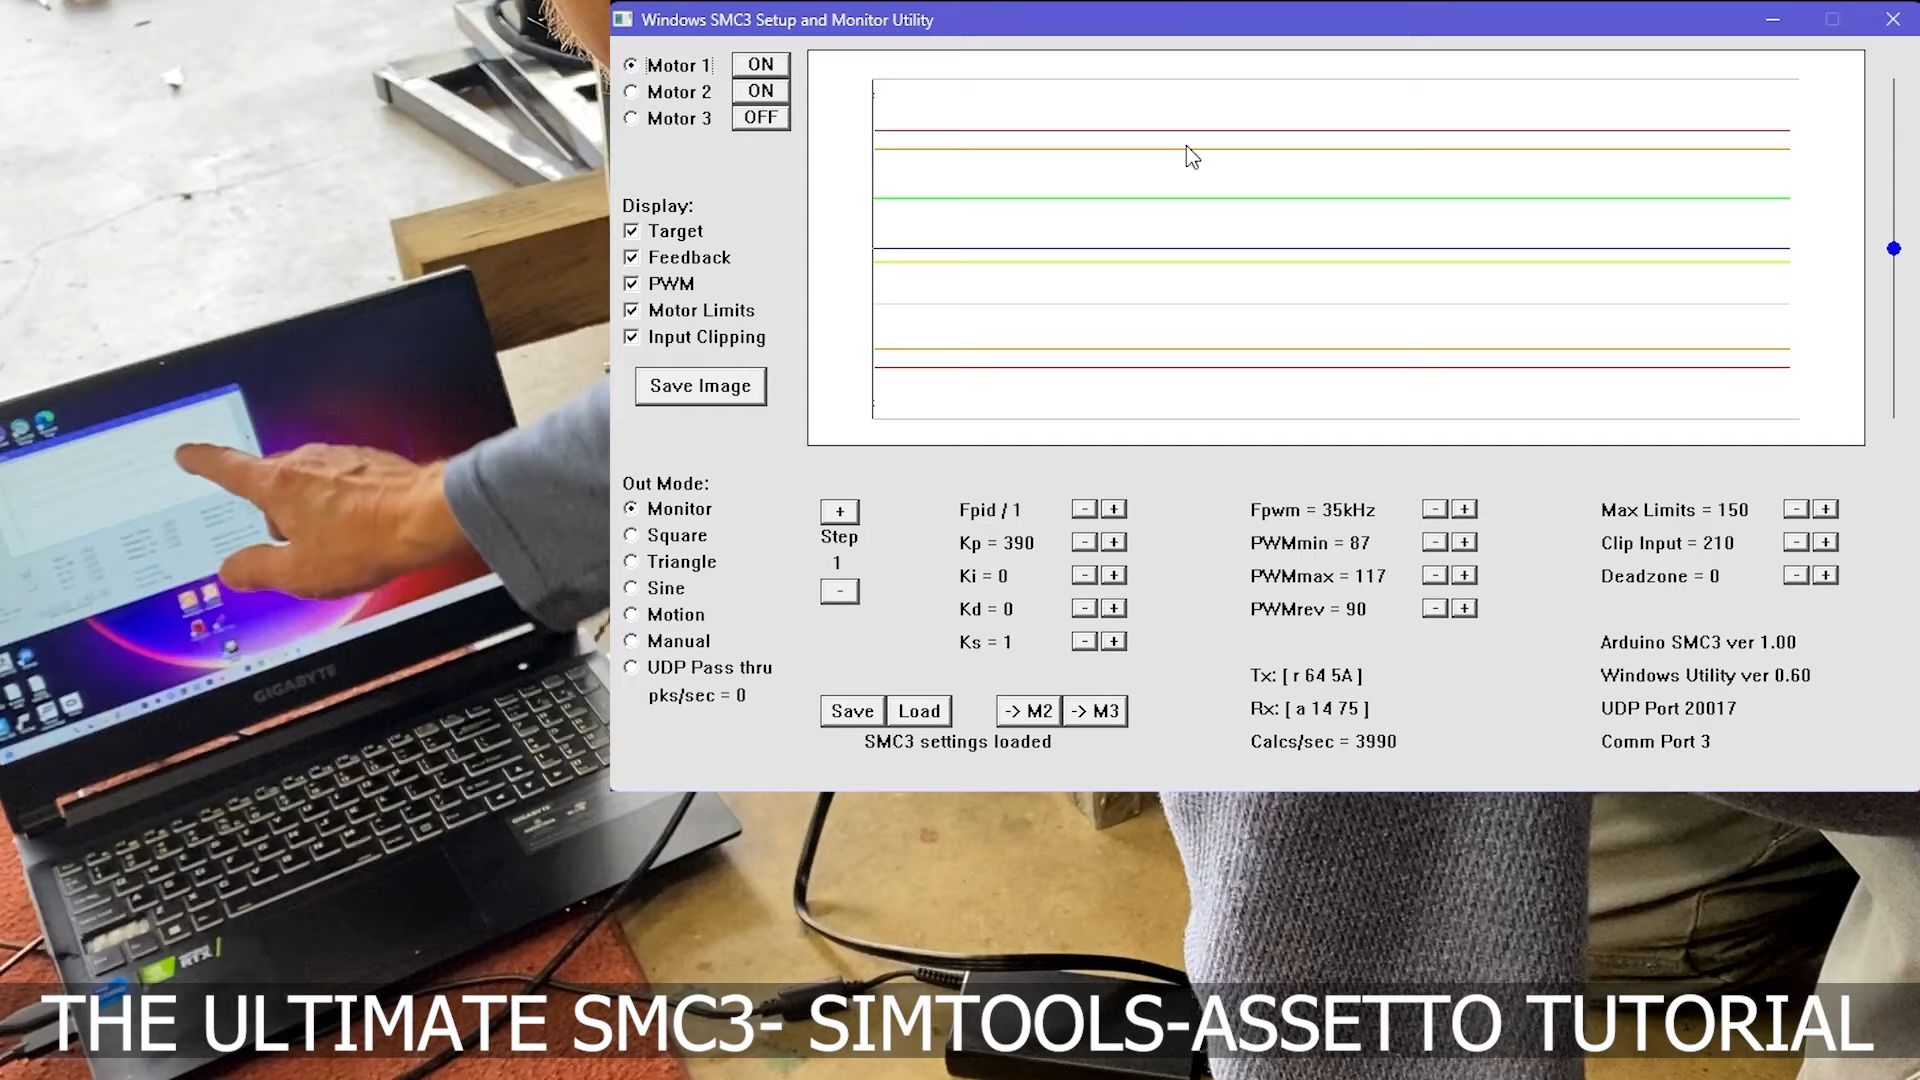 Windows SMC3 Setup and Monitor Utility
Motor 1 ON
Motor 2 ON
Motor 3 OFF
Display:
Target
Feedback
PWM
Motor Limits
Input Clipping
Save Image
Out Mode:
Monitor
Square
Triangle
Sine
Motion
Manual
UDP Pass thru
pks/sec = 0
+
Step
1
-
Fpid / 1 - +
Kp = 390 - +
Ki = 0 - +
Kd = 0 - +
Ks = 1 - +
Save Load -> M2 -> M3
SMC3 settings loaded
Fpwm = 35kHz - +
PWMmin = 87 - +
PWMmax = 117 - +
PWMrev = 90 - +
Tx: [ r 64 5A ]
Rx: [ a 14 75 ]
Calcs/sec = 3990
Max Limits = 150 - +
Clip Input = 210 - +
Deadzone = 0 - +
Arduino SMC3 ver 1.00
Windows Utility ver 0.60
UDP Port 20017
Comm Port 3
GIGABYTE
RTX
THE ULTIMATE SMC3- SIMTOOLS-ASSETTO TUTORIAL